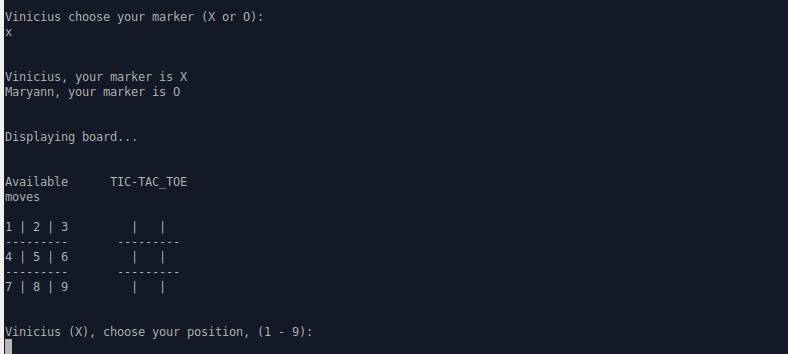 Vinicius choose your marker (X or O):
x
Vinicius, your marker is X
Maryann, your marker is O
Displaying board...
Available      TIC-TAC_TOE
moves
1 | 2 | 3         |   |
---------       ---------
4 | 5 | 6         |   |
---------       ---------
7 | 8 | 9         |   |
Vinicius (X), choose your position, (1 - 9):